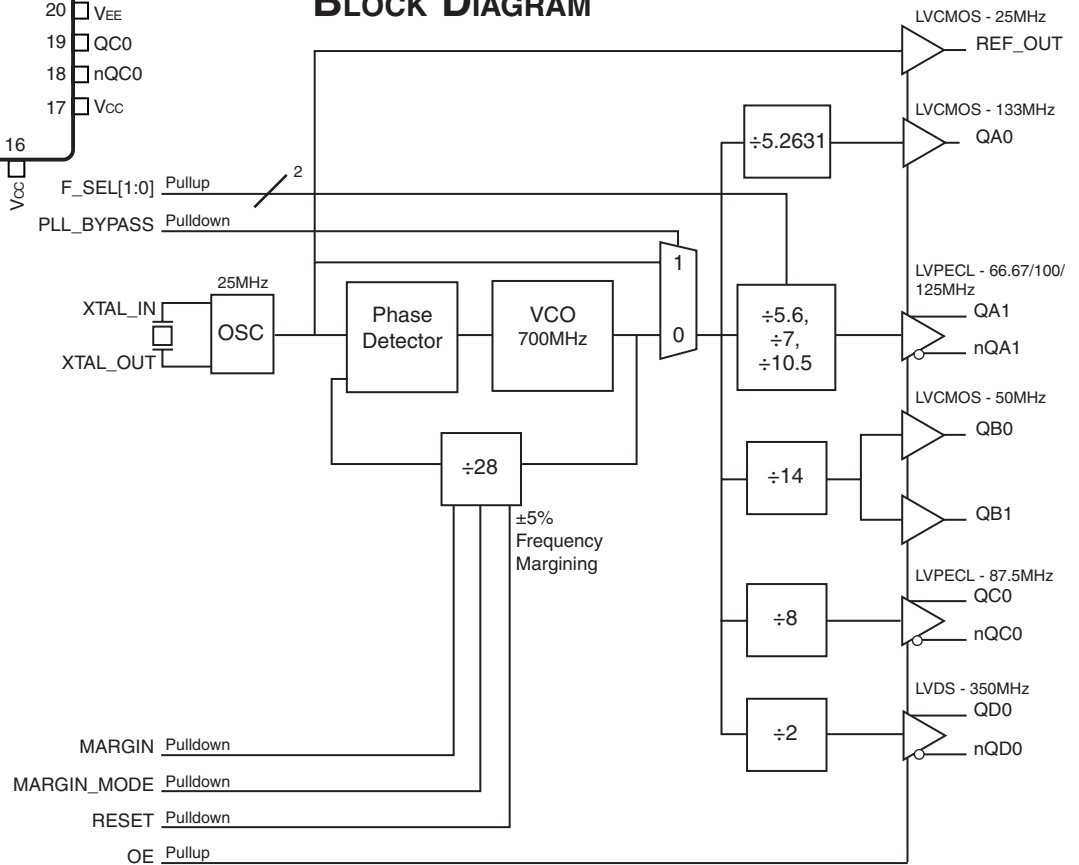 BLOCK DIAGRAM
20 VEE
19 QC0
18 nQC0
17 VCC
16
VCC
LVCMOS - 25MHz
REF_OUT
LVCMOS - 133MHz
÷5.2631
QA0
F_SEL[1:0] Pullup
2
PLL_BYPASS Pulldown
1
0
25MHz
XTAL_IN
OSC
XTAL_OUT
Phase
Detector
VCO
700MHz
÷5.6,
÷7,
÷10.5
LVPECL - 66.67/100/
125MHz
QA1
nQA1
LVCMOS - 50MHz
QB0
÷28
÷14
QB1
±5%
Frequency
Margining
LVPECL - 87.5MHz
QC0
÷8
nQC0
LVDS - 350MHz
QD0
÷2
nQD0
MARGIN Pulldown
MARGIN_MODE Pulldown
RESET Pulldown
OE Pullup